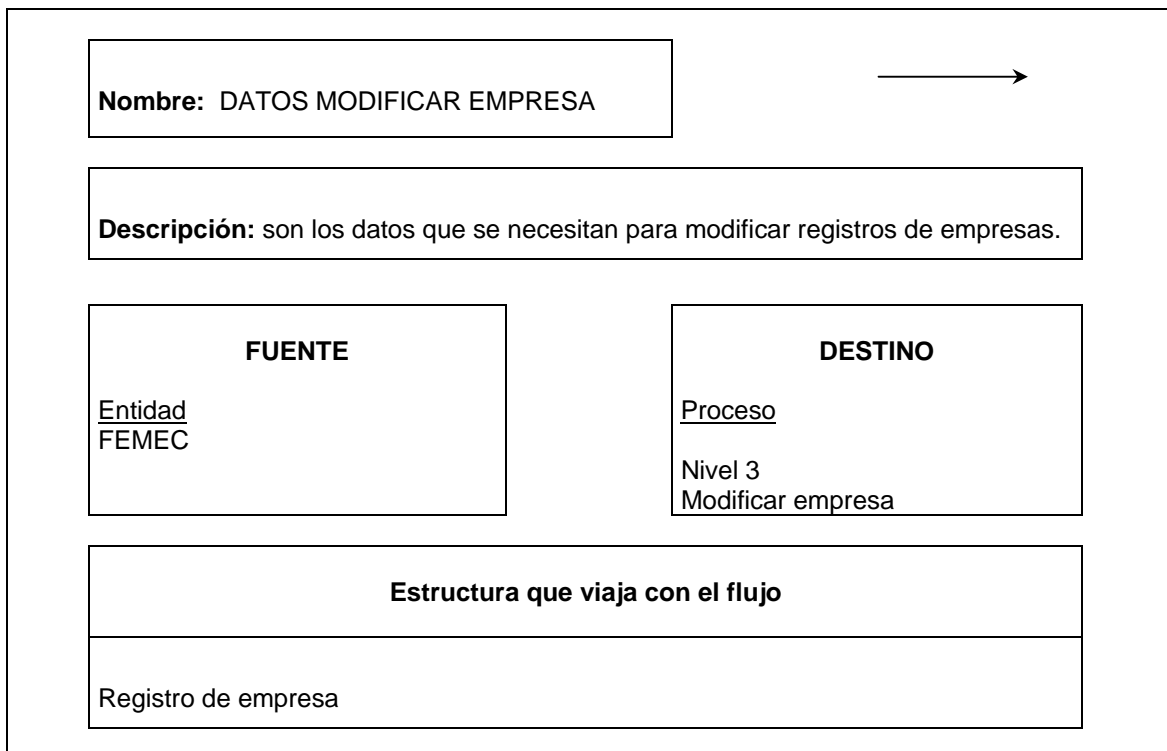 Nombre: DATOS MODIFICAR EMPRESA
Descripción: son los datos que se necesitan para modificar registros de empresas.
FUENTE
Entidad
FEMEC
DESTINO
Proceso
Nivel 3
Modificar empresa
Estructura que viaja con el flujo
Registro de empresa